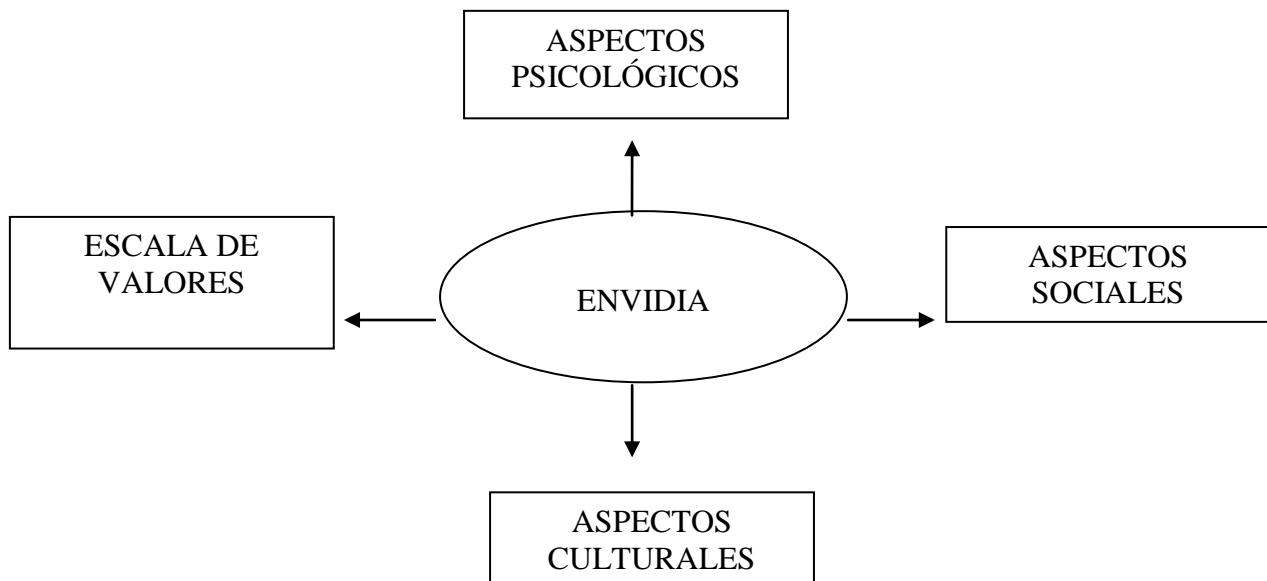 ASPECTOS
PSICOLÓGICOS
ESCALA DE
VALORES
ENVIDIA
ASPECTOS
SOCIALES
ASPECTOS
CULTURALES